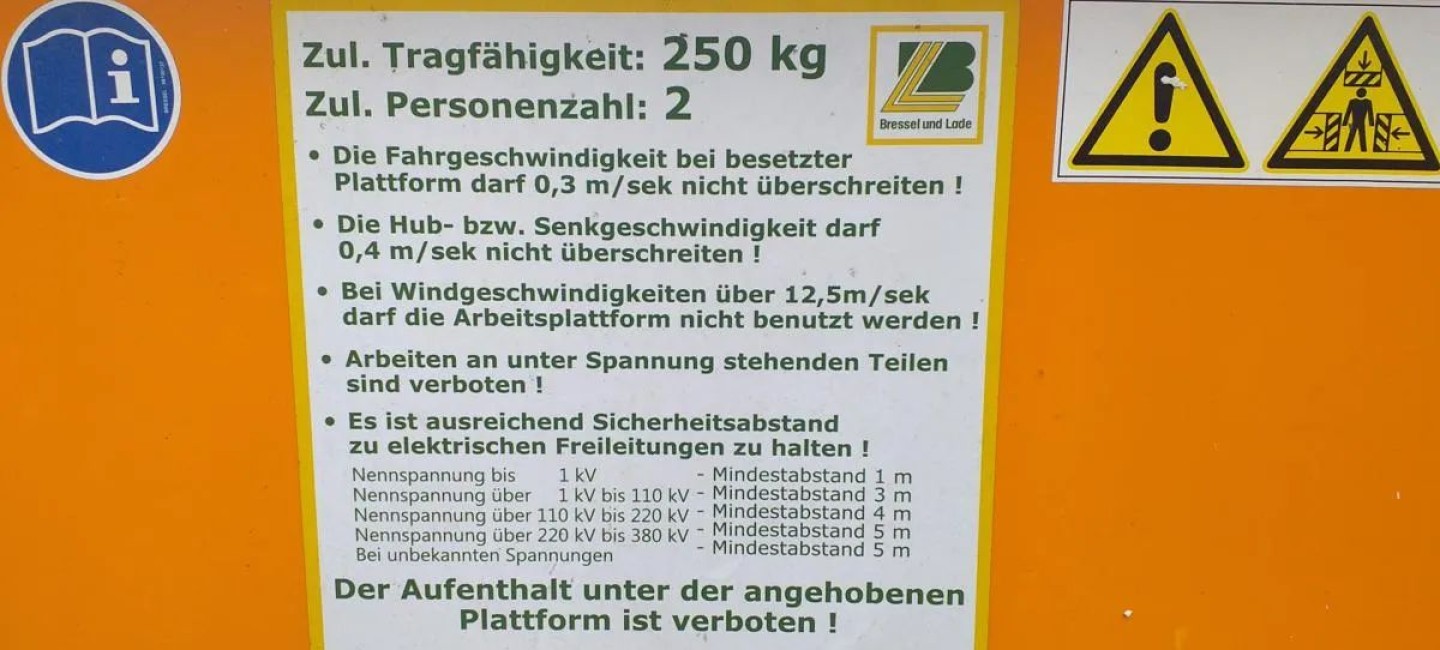 Zul. Tragfähigkeit: 250 kg
Zul. Personenzahl: 2
Bressel und Lade
• Die Fahrgeschwindigkeit bei besetzter
Plattform darf 0,3 m/sek nicht überschreiten !
• Die Hub- bzw. Senkgeschwindigkeit darf
0,4 m/sek nicht überschreiten !
• Bei Windgeschwindigkeiten über 12,5m/sek
darf die Arbeitsplattform nicht benutzt werden !
• Arbeiten an unter Spannung stehenden Teilen
sind verboten !
• Es ist ausreichend Sicherheitsabstand
zu elektrischen Freileitungen zu halten !
Nennspannung bis 1 kV - Mindestabstand 1 m
Nennspannung über 1 kV bis 110 kV - Mindestabstand 3 m
Nennspannung über 110 kV bis 220 kV - Mindestabstand 4 m
Nennspannung über 220 kV bis 380 kV - Mindestabstand 5 m
Bei unbekannten Spannungen - Mindestabstand 5 m
Der Aufenthalt unter der angehobenen
Plattform ist verboten !